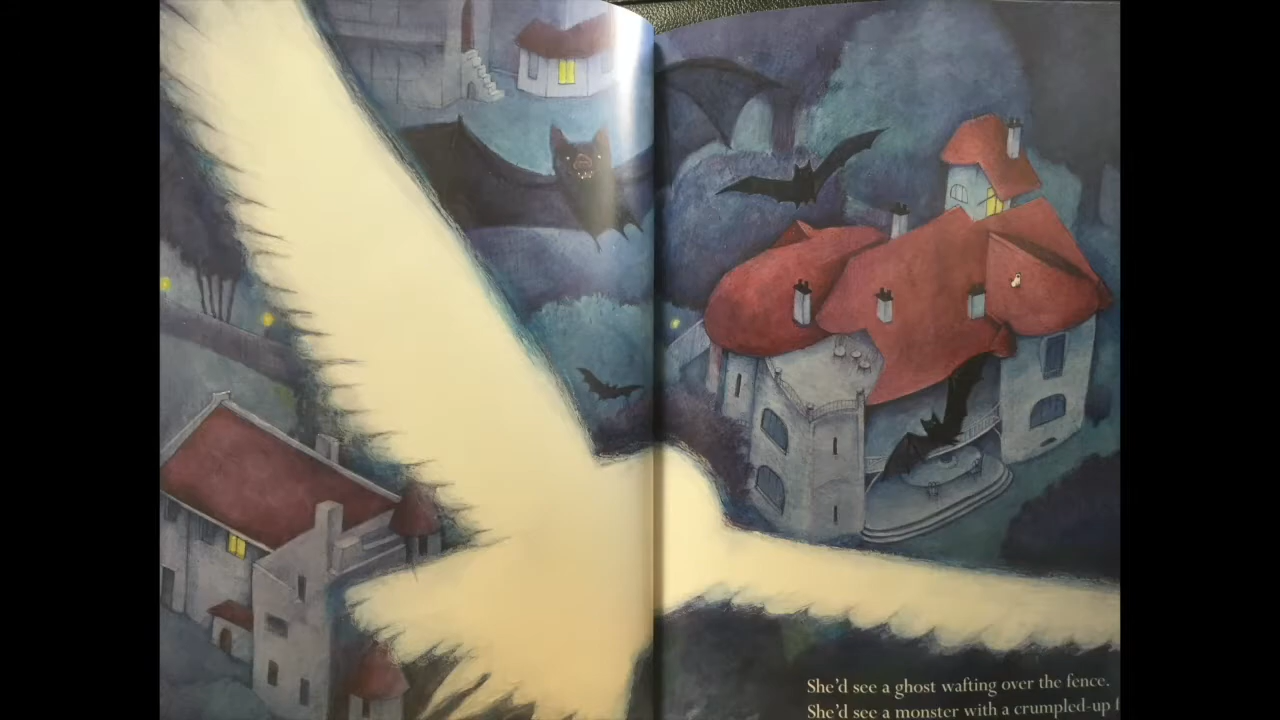 She'd see a ghost wafting over the fence.
She'd see a monster with a crumpled-up